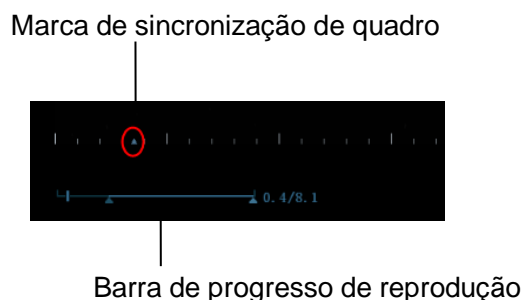 Marca de sincronização de quadro
0.4/8.1
Barra de progresso de reprodução